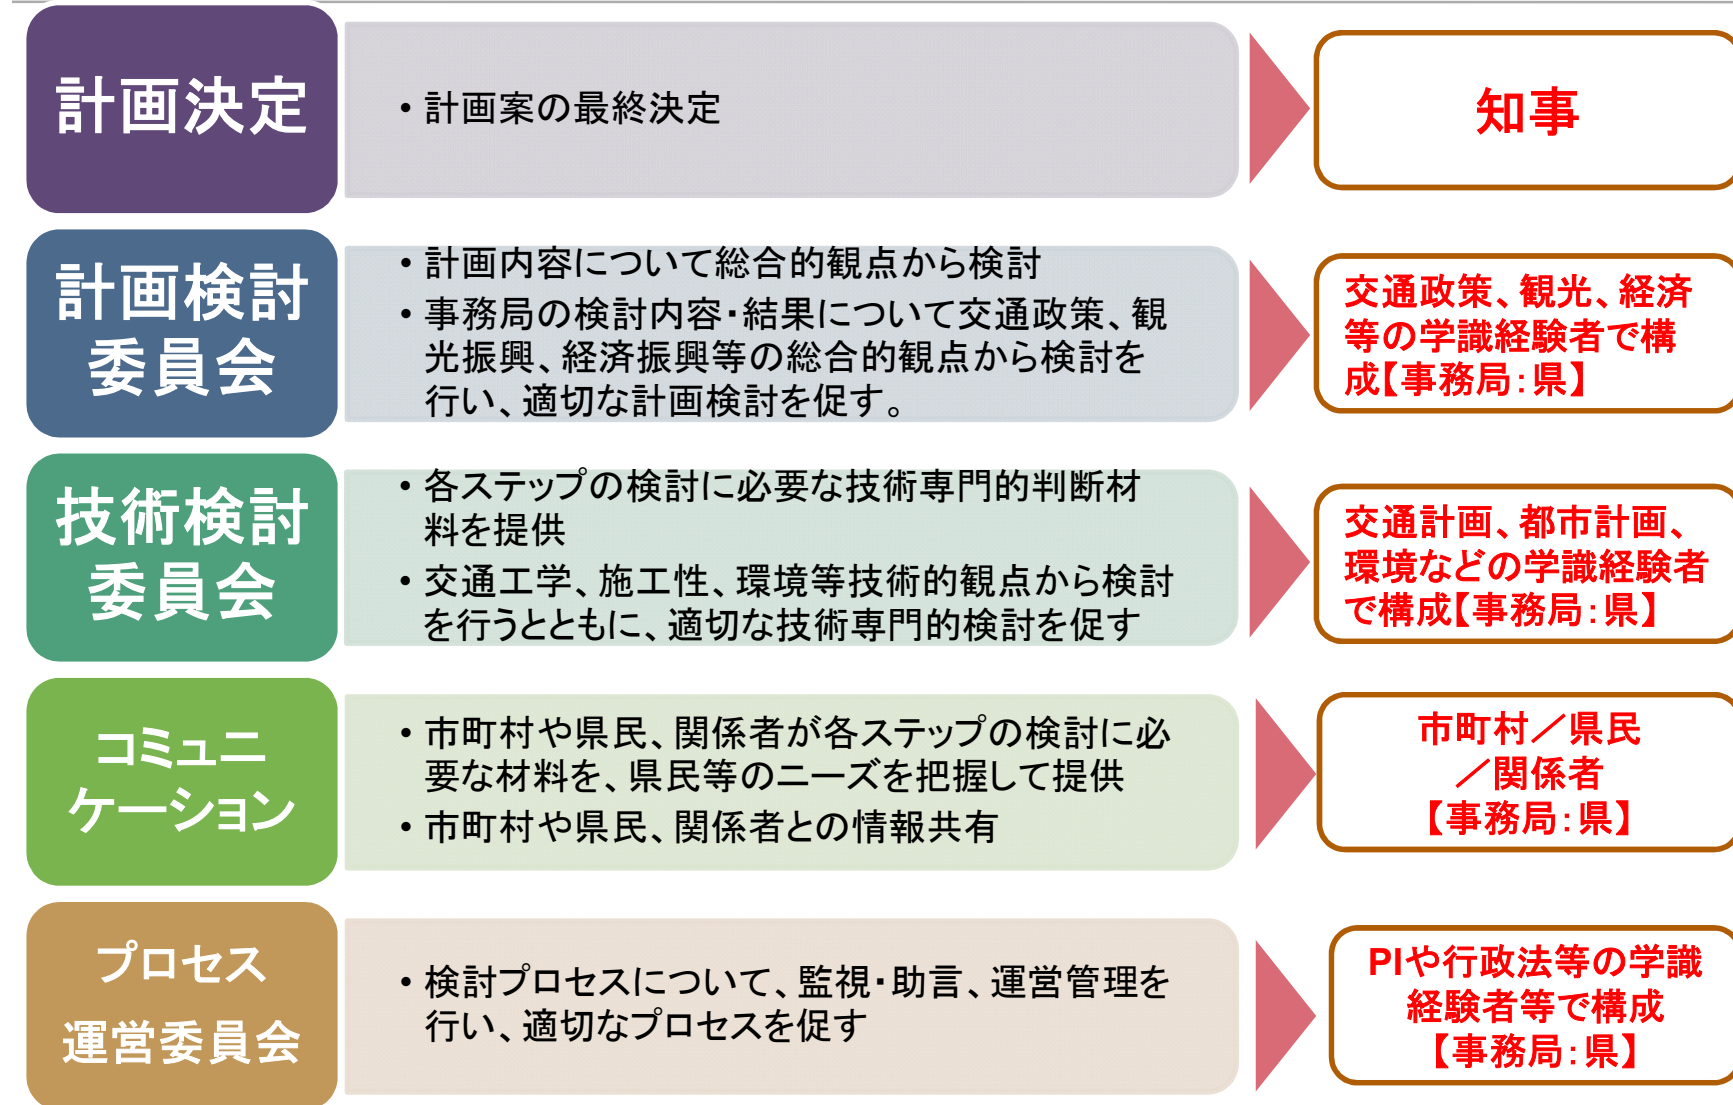 計画決定
・計画案の最終決定
知事
計画検討
委員会
・計画内容について総合的観点から検討
・事務局の検討内容・結果について交通政策、観
光振興、経済振興等の総合的観点から検討を
行い、適切な計画検討を促す。
交通政策、観光、経済
等の学識経験者で構
成【事務局：県】
技術検討
委員会
・各ステップの検討に必要な技術専門的判断材
料を提供
・交通工学、施工性、環境等技術的観点から検討
を行うとともに、適切な技術専門的検討を促す
交通計画、都市計画、
環境などの学識経験者
で構成【事務局：県】
コミュニ
ケーション
・市町村や県民、関係者が各ステップの検討に必
要な材料を、県民等のニーズを把握して提供
・市町村や県民、関係者との情報共有
市町村／県民
／関係者
【事務局：県】
プロセス
運営委員会
・検討プロセスについて、監視・助言、運営管理を
行い、適切なプロセスを促す
PIや行政法等の学識
経験者等で構成
【事務局：県】